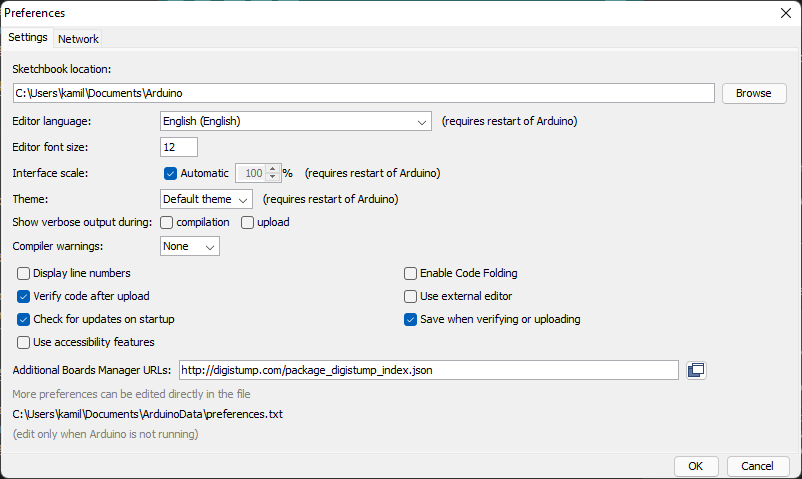 Preferences
Settings Network
Sketchbook location:
C:\Users\kamil\Documents\Arduino Browse
Editor language: English (English) (requires restart of Arduino)
Editor font size: 12
Interface scale: Automatic 100 % (requires restart of Arduino)
Theme: Default theme (requires restart of Arduino)
Show verbose output during: compilation upload
Compiler warnings: None
Display line numbers Enable Code Folding
Verify code after upload Use external editor
Check for updates on startup Save when verifying or uploading
Use accessibility features
Additional Boards Manager URLs: http://digistump.com/package_digistump_index.json
More preferences can be edited directly in the file
C:\Users\kamil\Documents\ArduinoData\preferences.txt
(edit only when Arduino is not running)
OK Cancel